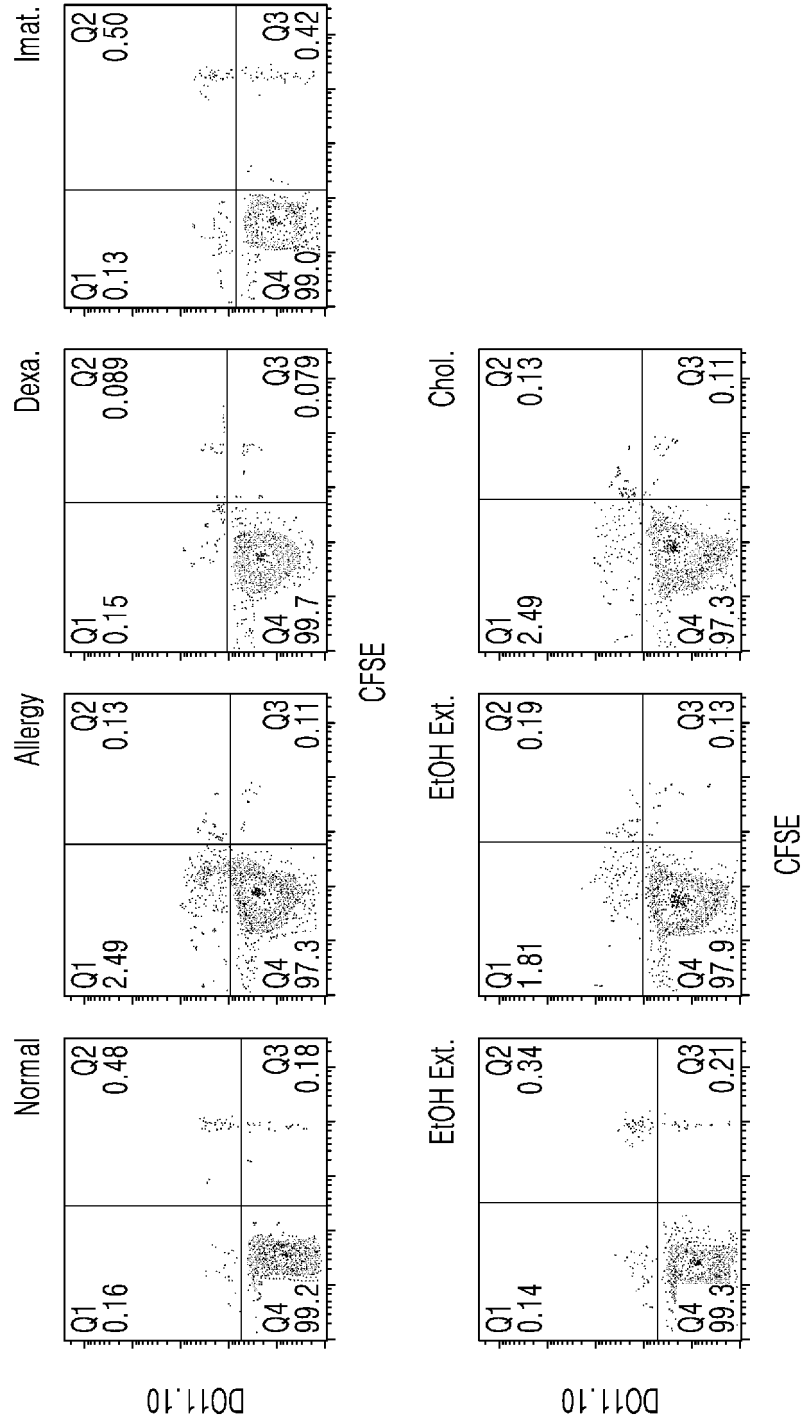 Normal
Q1
0.16
Q2
0.48
Q4
99.2
Q3
0.18
Allergy
Q1
2.49
Q2
0.13
Q4
97.3
Q3
0.11
Dexa.
Q1
0.15
Q2
0.089
Q4
99.7
Q3
0.079
Imat.
Q1
0.13
Q2
0.50
Q4
99.0
Q3
0.42
DO11.10
CFSE
EtOH Ext.
Q1
0.14
Q2
0.34
Q4
99.3
Q3
0.21
EtOH Ext.
Q1
1.81
Q2
0.19
Q4
97.9
Q3
0.13
Chol.
Q1
2.49
Q2
0.13
Q4
97.3
Q3
0.11
DO11.10
CFSE